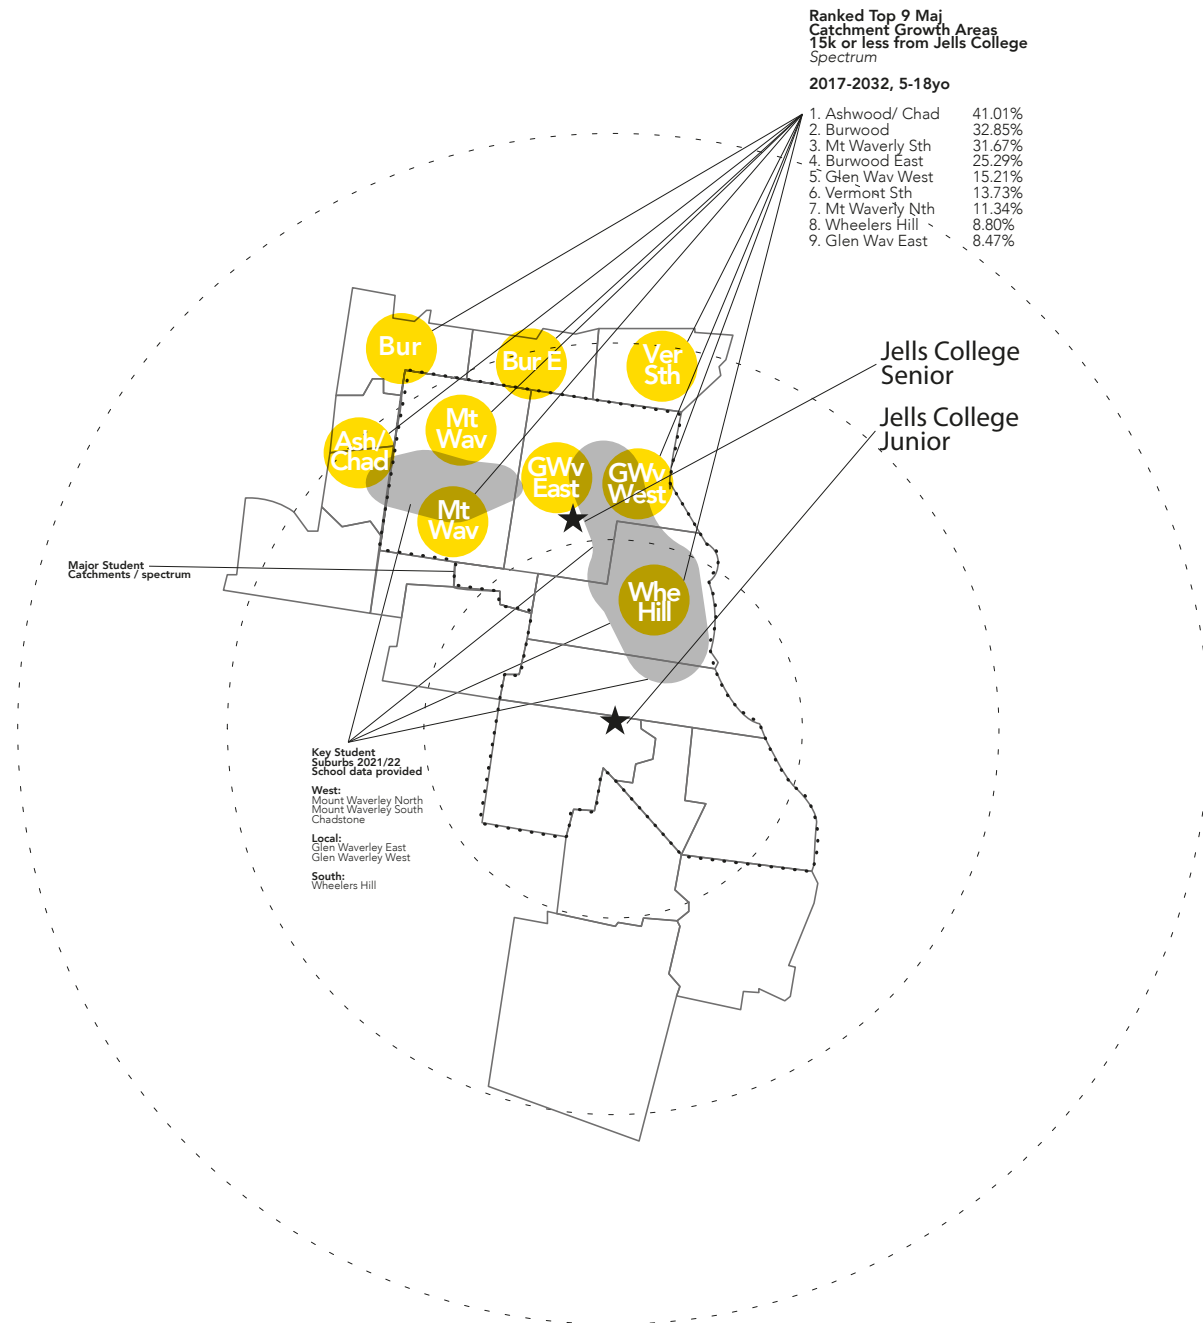 Ranked Top 9 Maj
Catchment Growth Areas
15k or less from Jells College
Spectrum
2017-2032, 5-18yo
1. Ashwood/ Chad 41.01%
2. Burwood 32.85%
3. Mt Waverly Sth 31.67%
4. Burwood East 25.29%
5. Glen Wav West 15.21%
6. Vermont Sth 13.73%
7. Mt Waverly Nth 11.34%
8. Wheelers Hill 8.80%
9. Glen Wav East 8.47%
Bur
Bur E
Ver
Sth
Jells College
Senior
Jells College
Junior
Mt
Wav
Ash/
Chad
GWv
East
GWv
West
Mt
Wav
Major Student
Catchments / spectrum
Whe
Hill
Key Student
Suburbs 2021/22
School data provided
West:
Mount Waverley North
Mount Waverley South
Chadstone
Local:
Glen Waverley East
Glen Waverley West
South:
Wheelers Hill